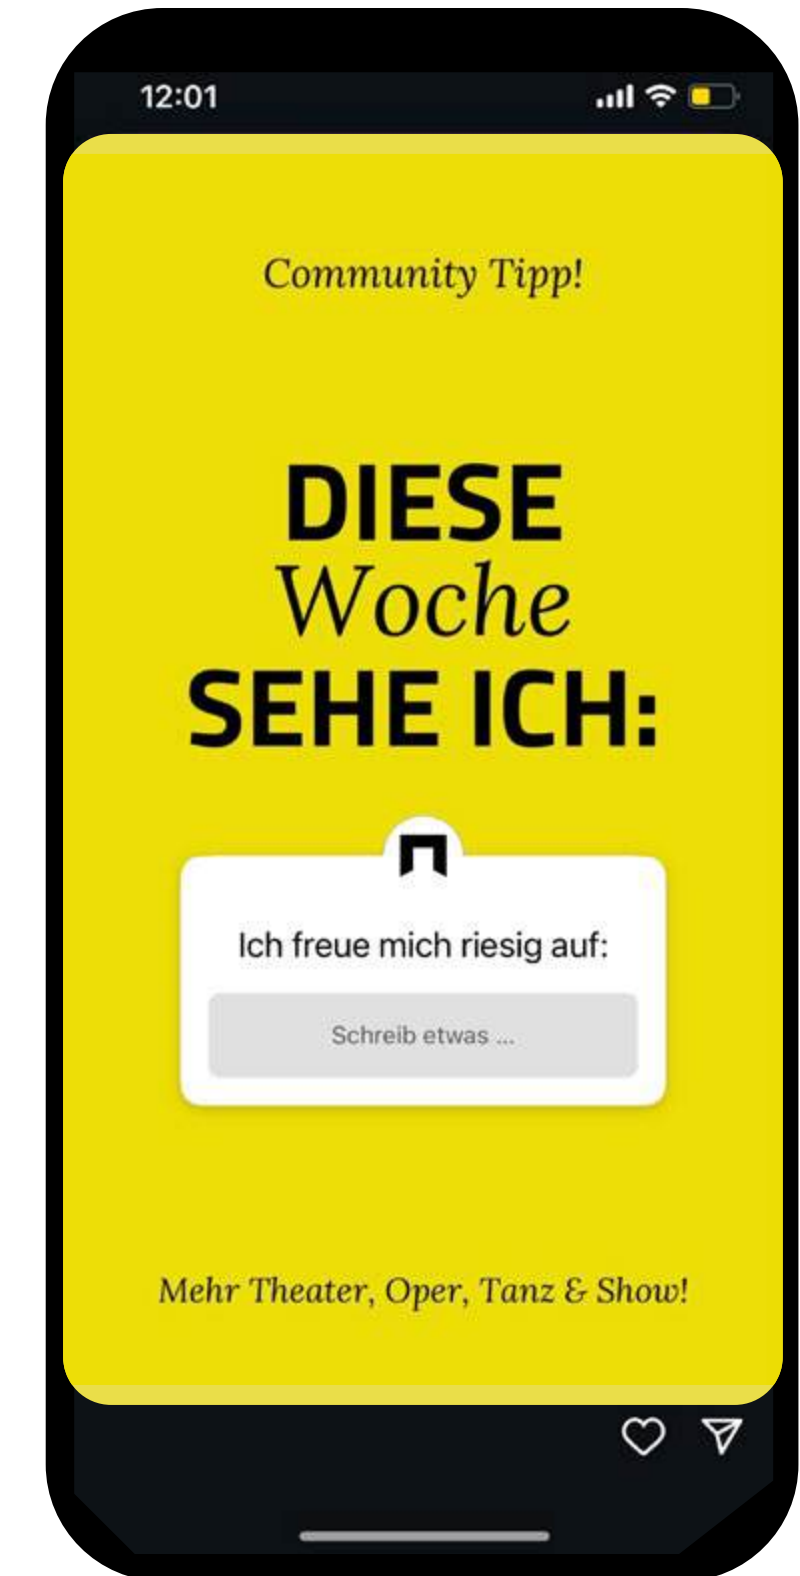 12:01
Community Tipp!
DIESE
Woche
SEHE ICH:
Ich freue mich riesig auf:
Schreib etwas ...
Mehr Theater, Oper, Tanz & Show!